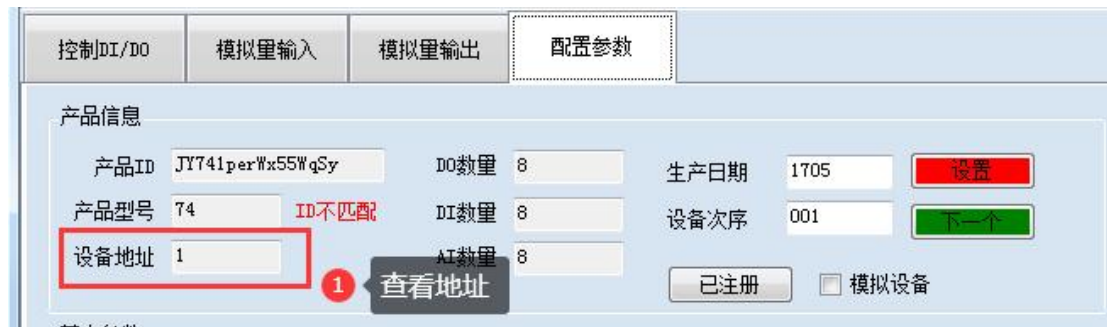 控制DI/DO 模拟量输入 模拟量输出 配置参数
产品信息
产品ID JY741perWx55WqSy DO数量 8 生产日期 1705 设置
产品型号 74 ID不匹配 DI数量 8 设备次序 001 下一个
设备地址 1 AI数量 8
1 查看地址 已注册 模拟设备